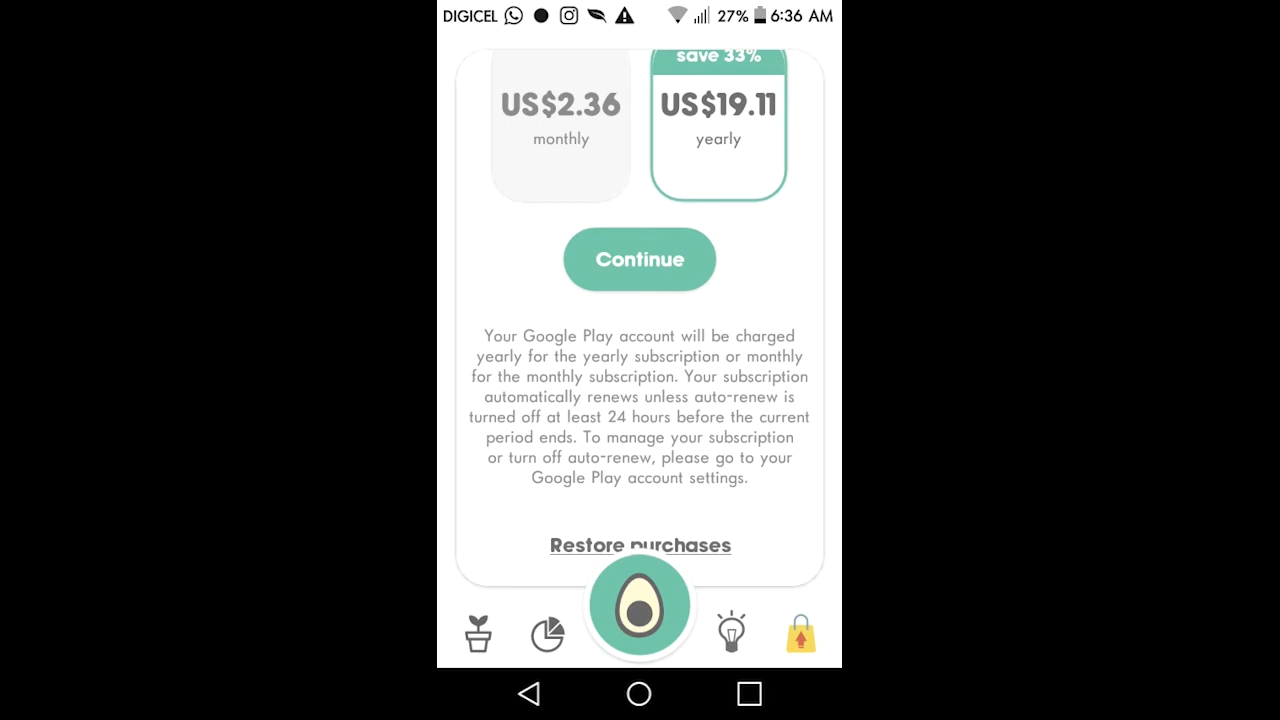 DIGICEL 27% 6:36 AM
save 33%
US$2.36 US$19.11
monthly yearly
Continue
Your Google Play account will be charged
yearly for the yearly subscription or monthly
for the monthly subscription. Your subscription
automatically renews unless auto-renew is
turned off at least 24 hours before the current
period ends. To manage your subscription
or turn off auto-renew, please go to your
Google Play account settings.
Restore purchases